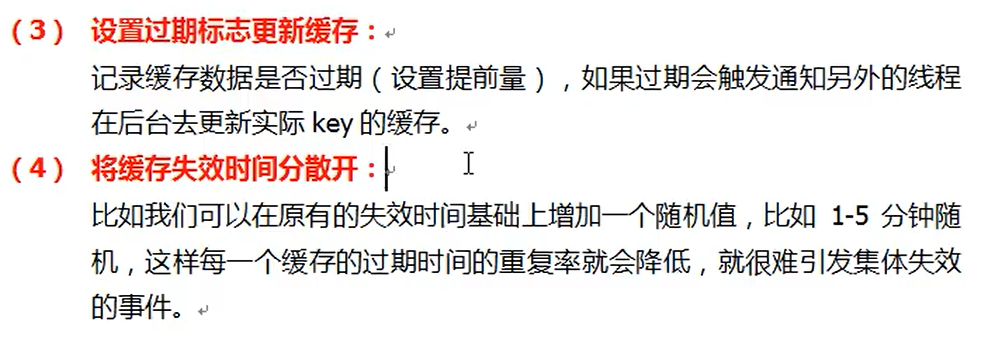 （3） 设置过期标志更新缓存：
记录缓存数据是否过期（设置提前量），如果过期会触发通知另外的线程
在后台去更新实际 key 的缓存。
（4） 将缓存失效时间分散开：
比如我们可以在原有的失效时间基础上增加一个随机值，比如 1-5 分钟随
机，这样每一个缓存的过期时间的重复率就会降低，就很难引发集体失效
的事件。